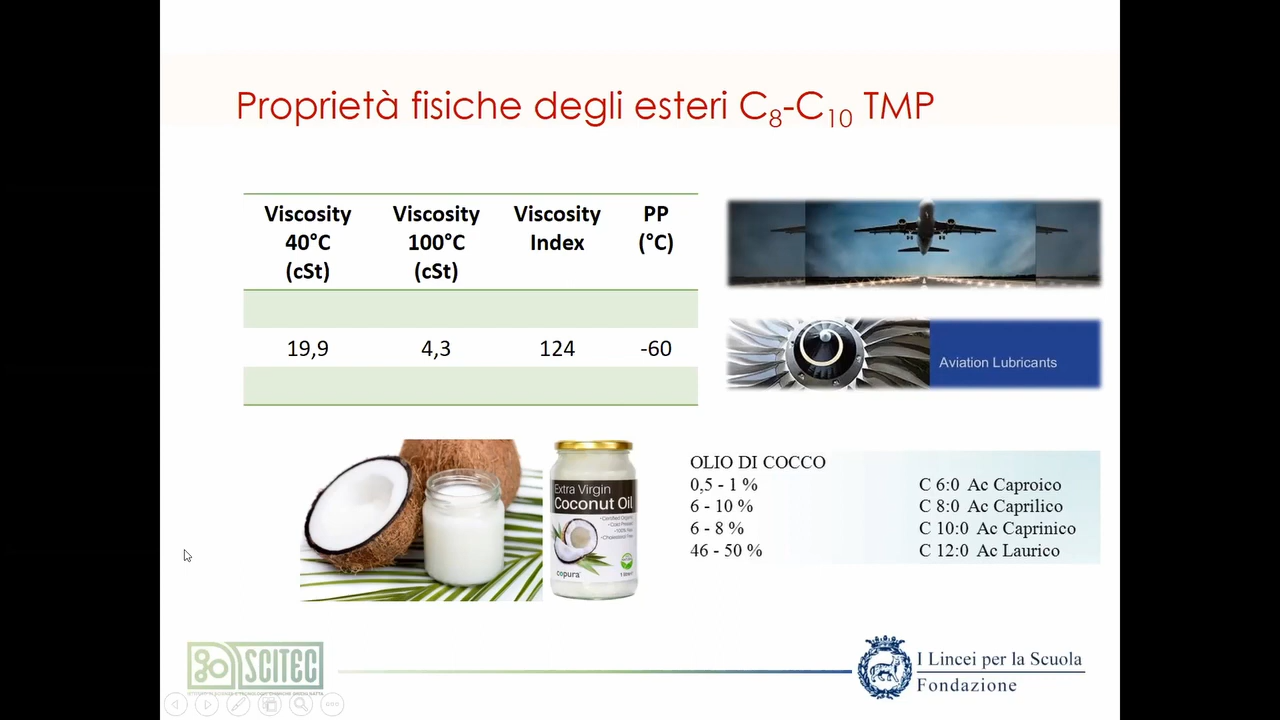 Proprietà fisiche degli esteri C8-C10 TMP
Viscosity 40°C (cSt)
Viscosity 100°C (cSt)
Viscosity Index
PP (°C)
19,9 4,3 124 -60
Aviation Lubricants
Extra Virgin
Coconut Oil
copura
OLIO DI COCCO
0,5 - 1 % C 6:0 Ac Caproico
6 - 10 % C 8:0 Ac Caprilico
6 - 8 % C 10:0 Ac Caprinico
46 - 50 % C 12:0 Ac Laurico
SCITEC
I Lincei per la Scuola
Fondazione